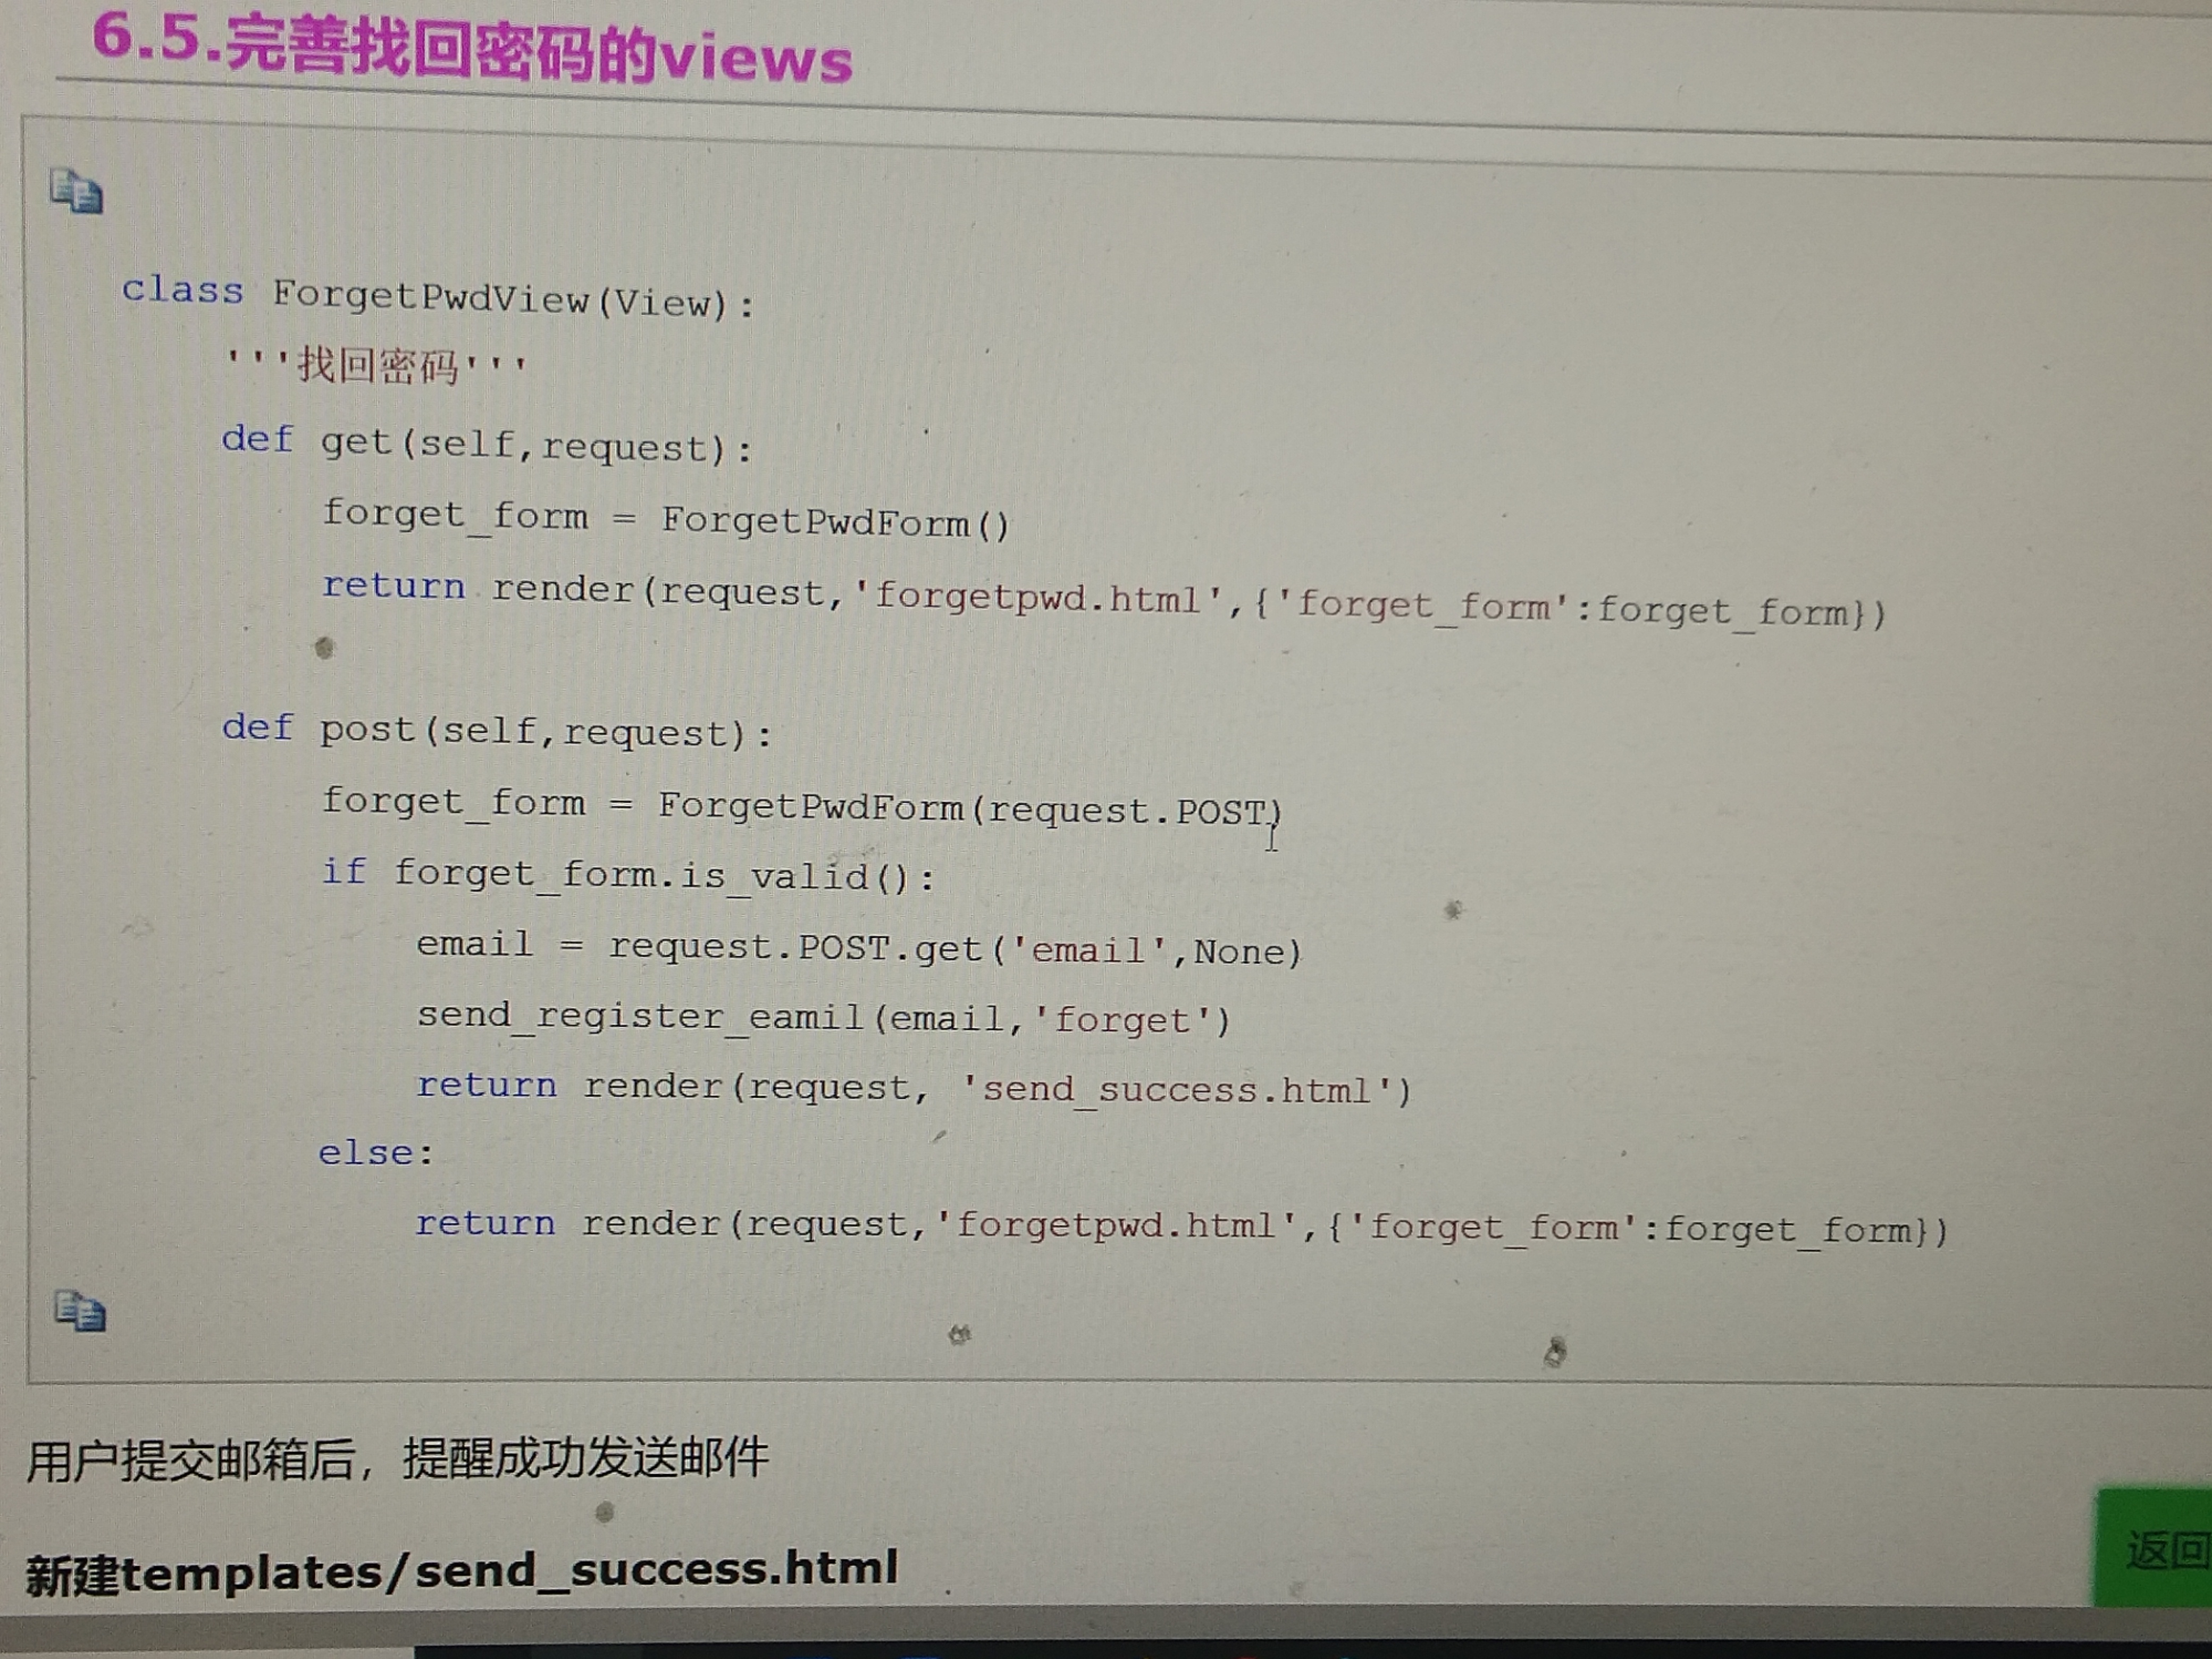 6.5.完善找回密码的views
class ForgetPwdView(View):
'''找回密码'''
def get(self,request):
forget_form = ForgetPwdForm()
return render(request,'forgetpwd.html',{'forget_form':forget_form})
def post(self,request):
forget_form = ForgetPwdForm(request.POST)
if forget_form.is_valid():
email = request.POST.get('email',None)
send_register_eamil(email,'forget')
return render(request, 'send_success.html')
else:
return render(request,'forgetpwd.html',{'forget_form':forget_form})
用户提交邮箱后，提醒成功发送邮件
新建templates/send_success.html
返回